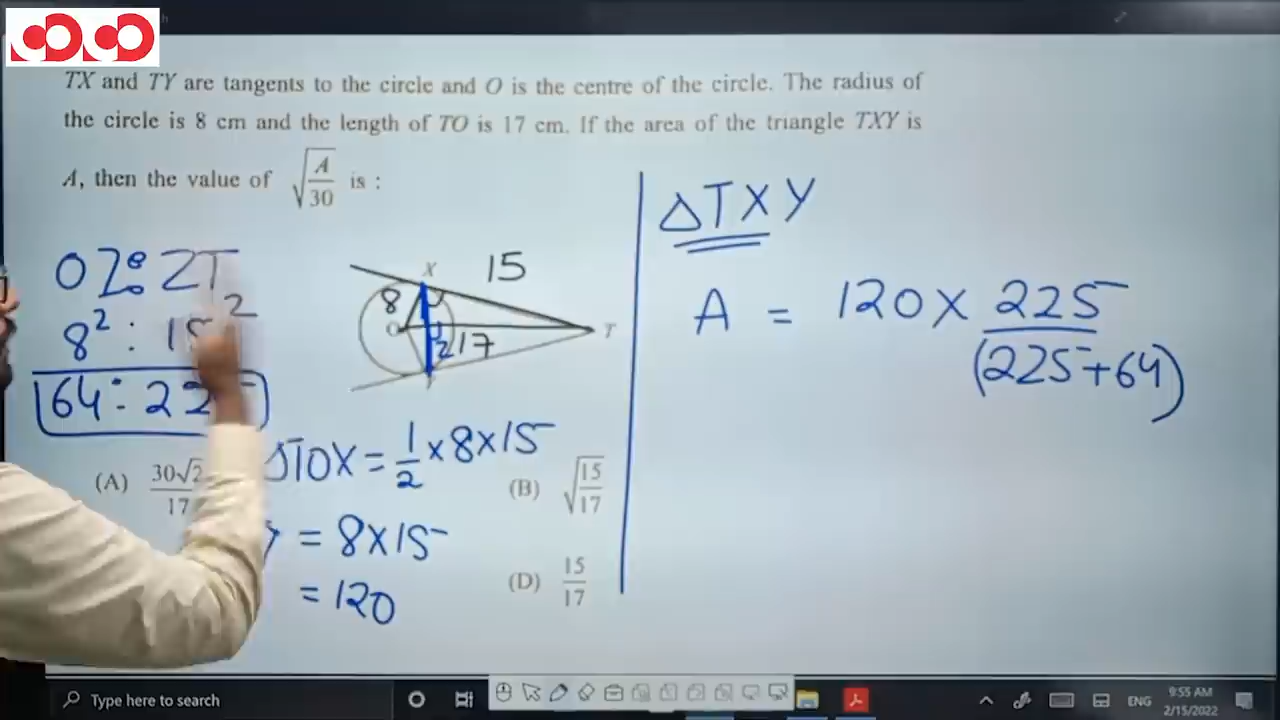 TX and TY are tangents to the circle and O is the centre of the circle. The radius of
the circle is 8 cm and the length of TO is 17 cm. If the area of the triangle TXY is
A, then the value of √(A/30) is :
OZ : ZT
8² : 15²
64 : 225
X
15
8
O
Z
17
T
Y
ΔTOX = 1/2 × 8 × 15
= 8 × 15
= 120
(A) 30√2/17
(B) √(15/17)
(D) 15/17
ΔTXY
A = 120 × 225/(225+64)
Type here to search
ENG
9:55 AM
2/15/2022